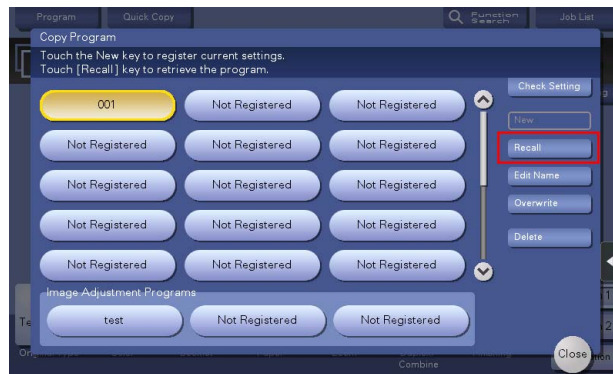 Program
Quick Copy
Function Search
Job List
Copy Program
Touch the New key to register current settings.
Touch [Recall] key to retrieve the program.
Check Setting
001
Not Registered
Not Registered
New
Not Registered
Not Registered
Not Registered
Recall
Not Registered
Not Registered
Not Registered
Edit Name
Overwrite
Not Registered
Not Registered
Not Registered
Delete
Not Registered
Not Registered
Not Registered
Image Adjustment Programs
test
Not Registered
Not Registered
Close
Combine